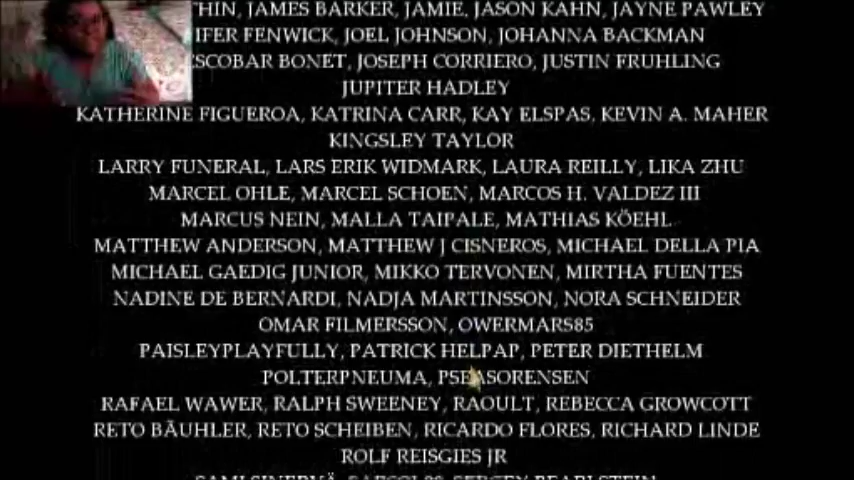 JAMES BARKER, JAMIE, JASON KAHN, JAYNE PAWLEY
FENWICK, JOEL JOHNSON, JOHANNA BACKMAN
BONET, JOSEPH CORRIERO, JUSTIN FRUHLING
JUPITER HADLEY
KATHERINE FIGUEROA, KATRINA CARR, KAY ELSPAS, KEVIN A. MAHER
KINGSLEY TAYLOR
LARRY FUNERAL, LARS ERIK WIDMARK, LAURA REILLY, LIKA ZHU
MARCEL OHLE, MARCEL SCHOEN, MARCOS H. VALDEZ III
MARCUS NEIN, MALLA TAIPALE, MATHIAS KÖEHL
MATTHEW ANDERSON, MATTHEW J CISNEROS, MICHAEL DELLA PIA
MICHAEL GAEDIG JUNIOR, MIKKO TERVONEN, MIRTHA FUENTES
NADINE DE BERNARDI, NADJA MARTINSSON, NORA SCHNEIDER
OMAR FILMERSSON, OWERMARS85
PAISLEYPLAYFULLY, PATRICK HELPAP, PETER DIETHELM
POLTERPNEUMA,
RAFAEL WAWER, RALPH SWEENEY, RAOULT, REBECCA GROWCOTT
RETO BÄUHLER, RETO SCHEIBEN, RICARDO FLORES, RICHARD LINDE
ROLF REISGIES JR